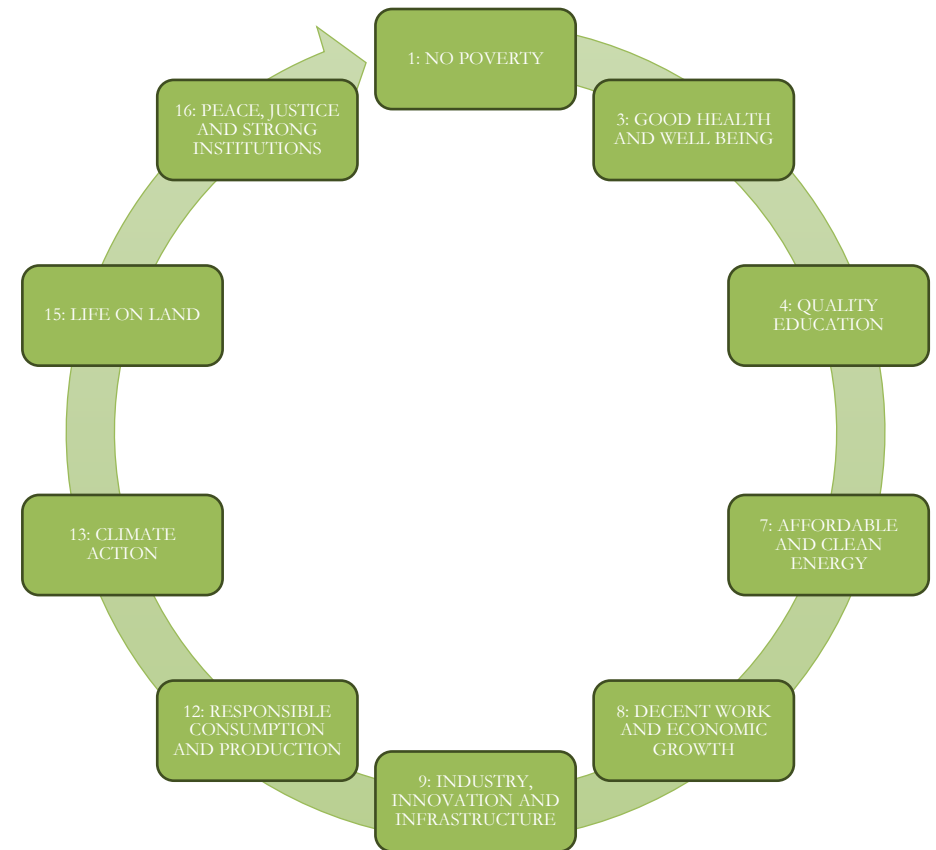 1: NO POVERTY
3: GOOD HEALTH
AND WELL BEING
4: QUALITY
EDUCATION
7: AFFORDABLE
AND CLEAN
ENERGY
8: DECENT WORK
AND ECONOMIC
GROWTH
9: INDUSTRY,
INNOVATION AND
INFRASTRUCTURE
12: RESPONSIBLE
CONSUMPTION
AND PRODUCTION
13: CLIMATE
ACTION
15: LIFE ON LAND
16: PEACE, JUSTICE
AND STRONG
INSTITUTIONS